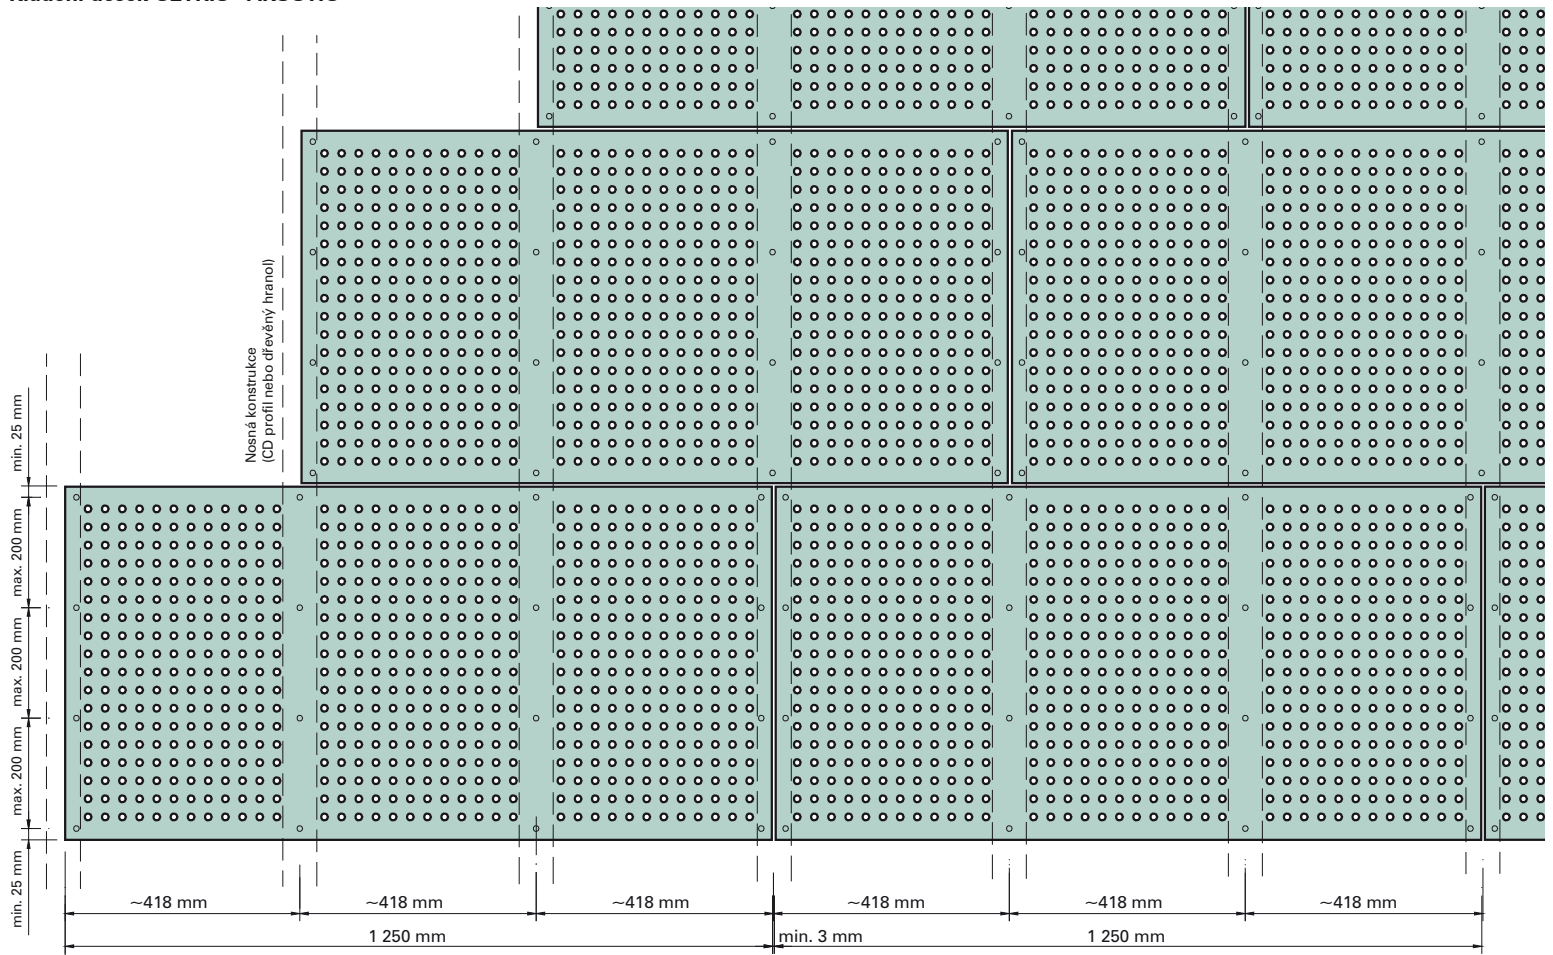 Nosná konstrukce
(CD profil nebo dřevěný hranol)
min. 25 mm
max. 200 mm
max. 200 mm
max. 200 mm
min. 25 mm
~418 mm
~418 mm
~418 mm
~418 mm
~418 mm
~418 mm
1 250 mm
min. 3 mm
1 250 mm